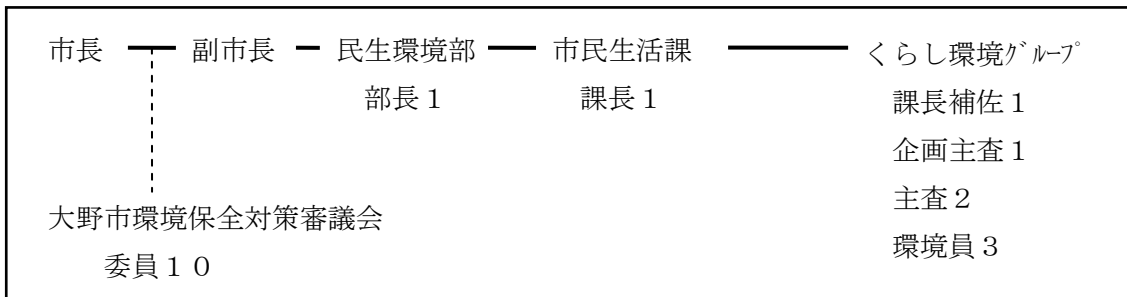 市長 副市長 民生環境部 市民生活課 くらし環境ｸﾞﾙｰﾌﾟ
部長１ 課長１ 課長補佐１
企画主査１
主査２
大野市環境保全対策審議会
環境員３
委員１０